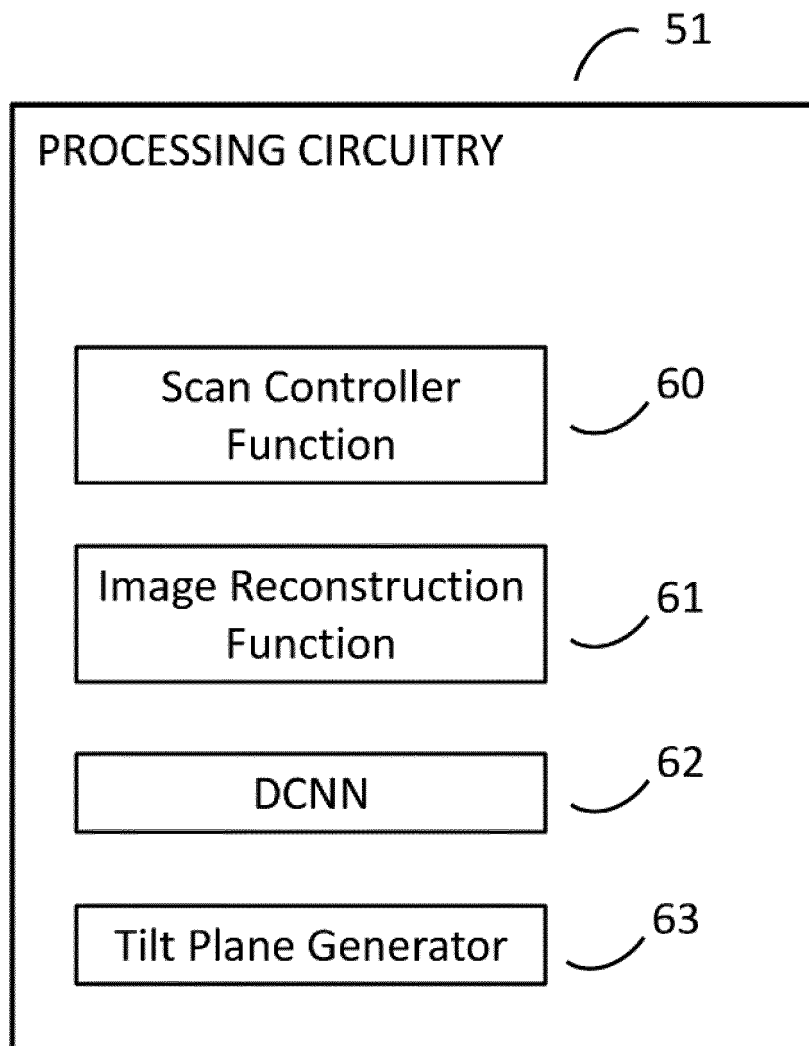 51
PROCESSING CIRCUITRY
Scan Controller
Function
60
Image Reconstruction
Function
61
DCNN
62
Tilt Plane Generator
63